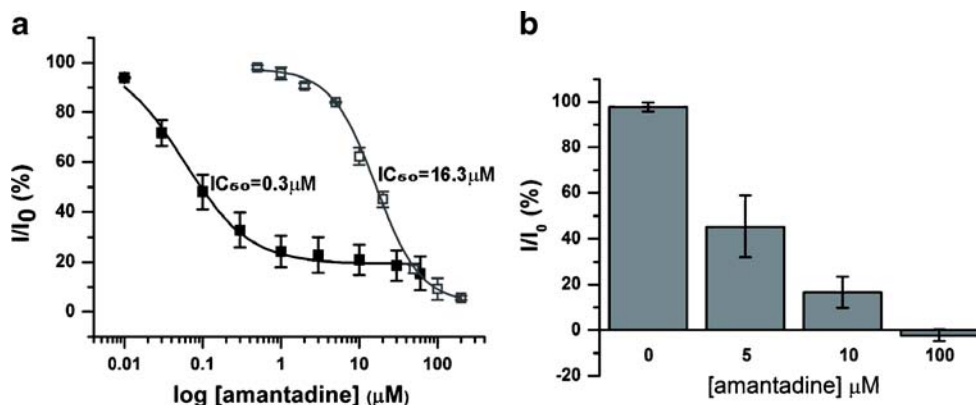 a
I/I0 (%)
100
80
60
40
20
0
IC50=0.3μM
IC50=16.3μM
0.01 0.1 1 10 100
log [amantadine] (μM)
b
I/I0 (%)
100
80
60
40
20
0
-20
0 5 10 100
[amantadine] μM